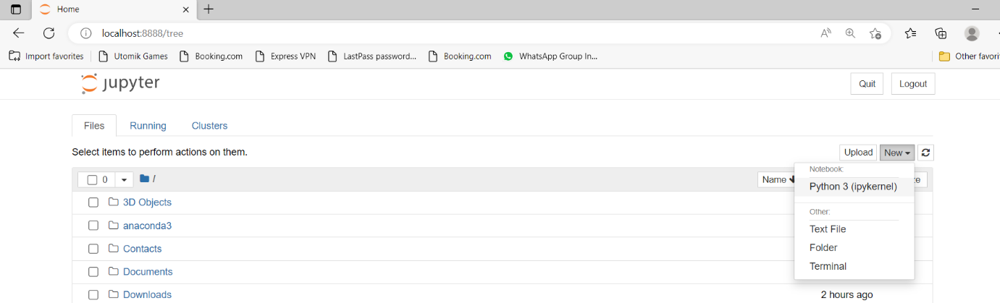 Home
localhost:8888/tree
Import favorites Utomik Games Booking.com Express VPN LastPass password... Booking.com WhatsApp Group In... Other favori
jupyter Quit Logout
Files Running Clusters
Select items to perform actions on them. Upload New
0 / Name ze
Notebook:
Python 3 (ipykernel)
Other:
Text File
Folder
Terminal
3D Objects
anaconda3
Contacts
Documents
Downloads 2 hours ago